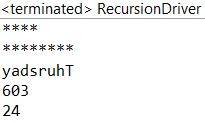 <terminated> RecursionDriver
****
********
yadsruhT
603
24